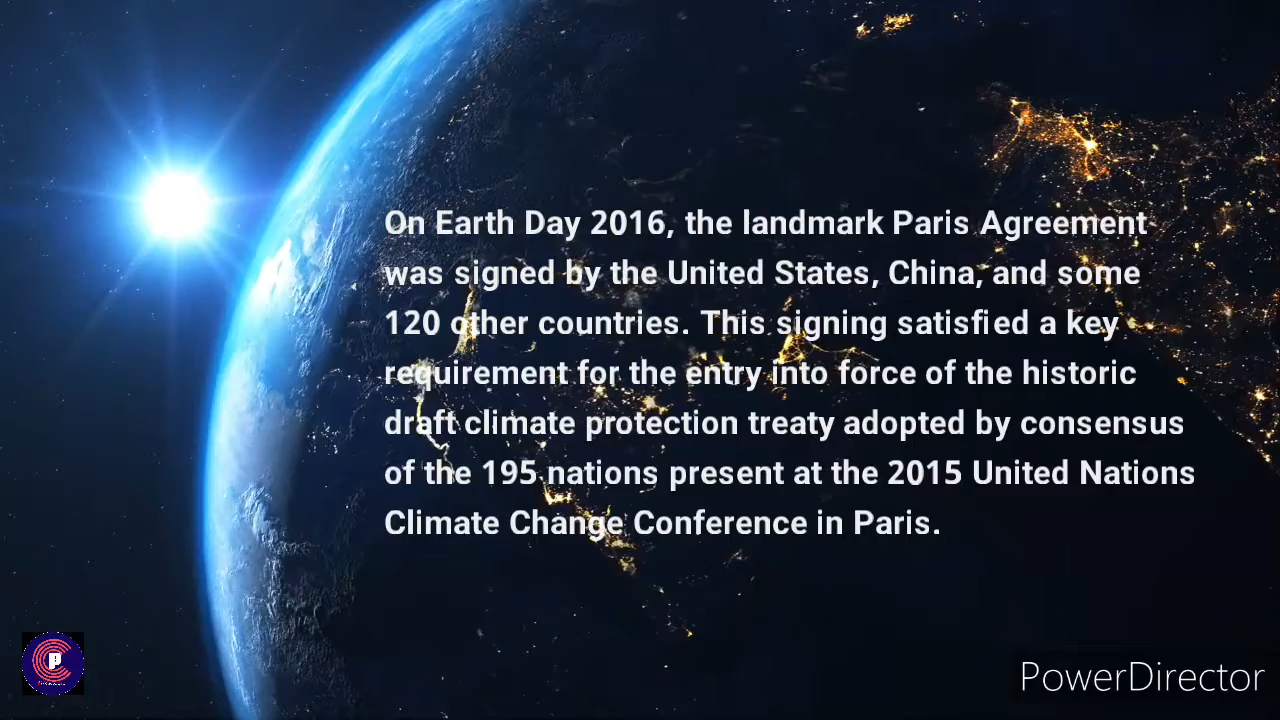 On Earth Day 2016, the landmark Paris Agreement
was signed by the United States, China, and some
120 other countries. This signing satisfied a key
requirement for the entry into force of the historic
draft climate protection treaty adopted by consensus
of the 195 nations present at the 2015 United Nations
Climate Change Conference in Paris.
PowerDirector